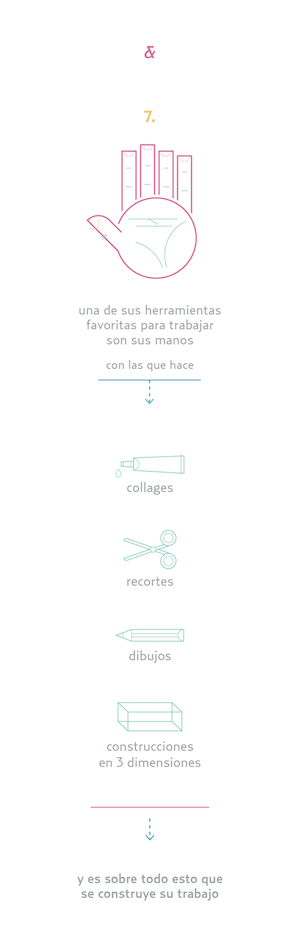 &
7.
una de sus herramientas
favoritas para trabajar
son sus manos
con las que hace
collages
recortes
dibujos
construcciones
en 3 dimensiones
y es sobre todo esto que
se construye su trabajo